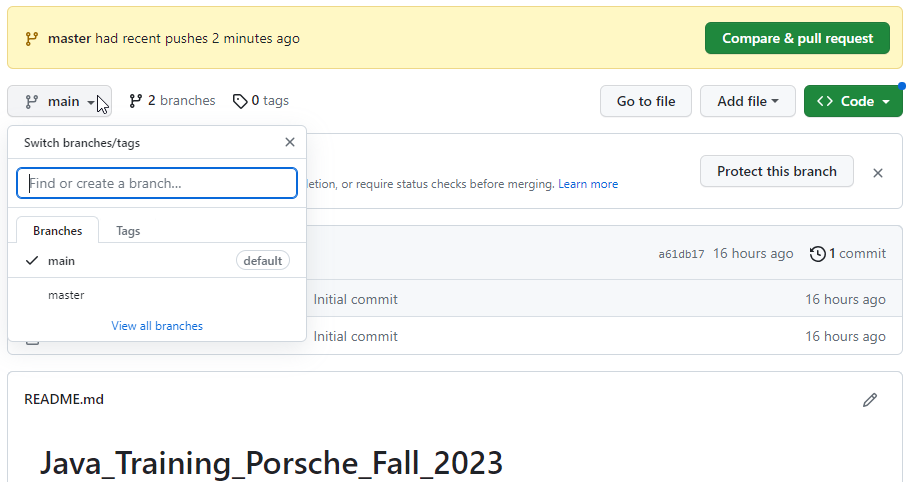 master had recent pushes 2 minutes ago
Compare & pull request
main
2 branches
0 tags
Go to file
Add file
Code
Switch branches/tags
Find or create a branch...
letion, or require status checks before merging. Learn more
Protect this branch
Branches
Tags
main
default
master
View all branches
a61db17 16 hours ago
1 commit
Initial commit
16 hours ago
Initial commit
16 hours ago
README.md
Java_Training_Porsche_Fall_2023